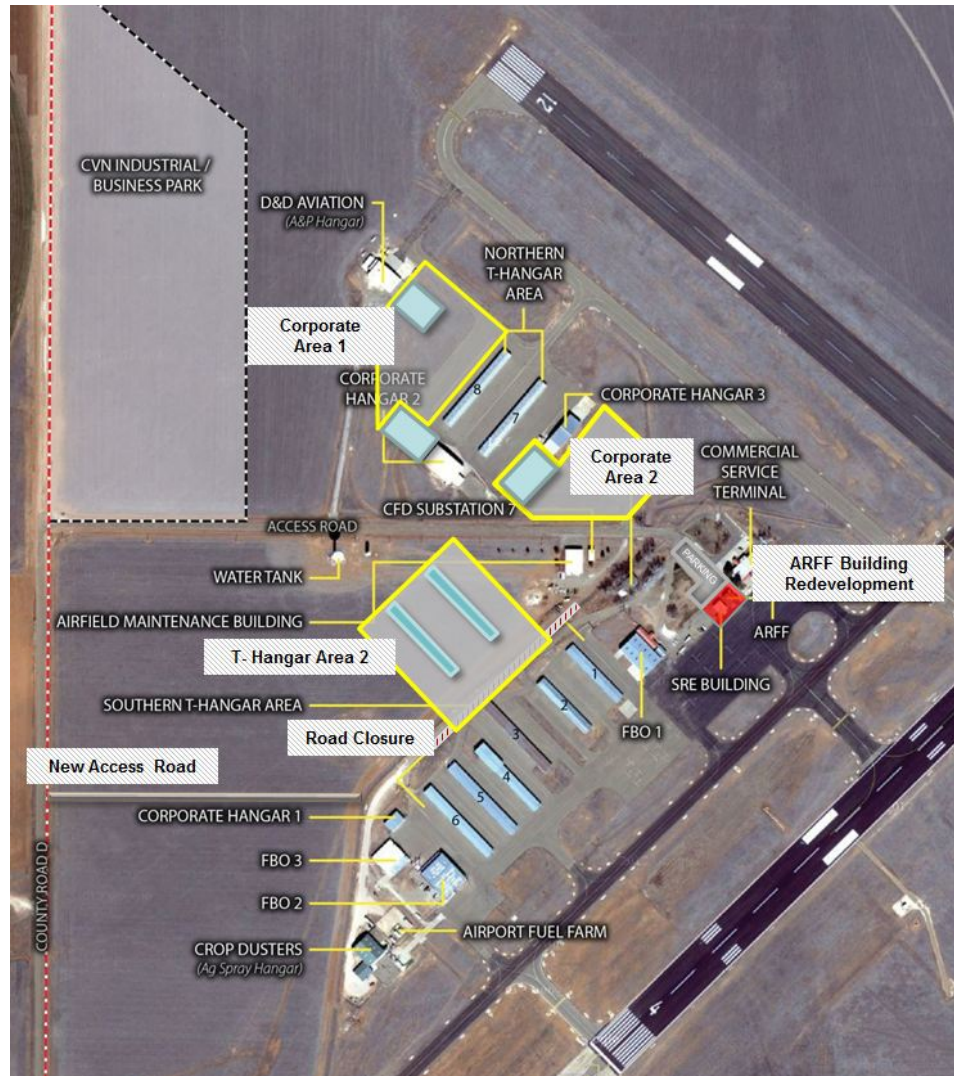 12
CVN INDUSTRIAL /
BUSINESS PARK
D&D AVIATION
(A&P Hangar)
NORTHERN
T-HANGAR
AREA
Corporate
Area 1
CORPORATE
HANGAR 2
8
7
CORPORATE HANGAR 3
Corporate
Area 2
COMMERCIAL
SERVICE
TERMINAL
CFD SUBSTATION 7
ACCESS ROAD
PARKING
ARFF Building
Redevelopment
WATER TANK
AIRFIELD MAINTENANCE BUILDING
ARFF
T- Hangar Area 2
1
SRE BUILDING
2
SOUTHERN T-HANGAR AREA
FBO 1
3
Road Closure
4
New Access Road
5
6
CORPORATE HANGAR 1
FBO 3
FBO 2
COUNTY ROAD D
AIRPORT FUEL FARM
CROP DUSTERS
(Ag Spray Hangar)
4